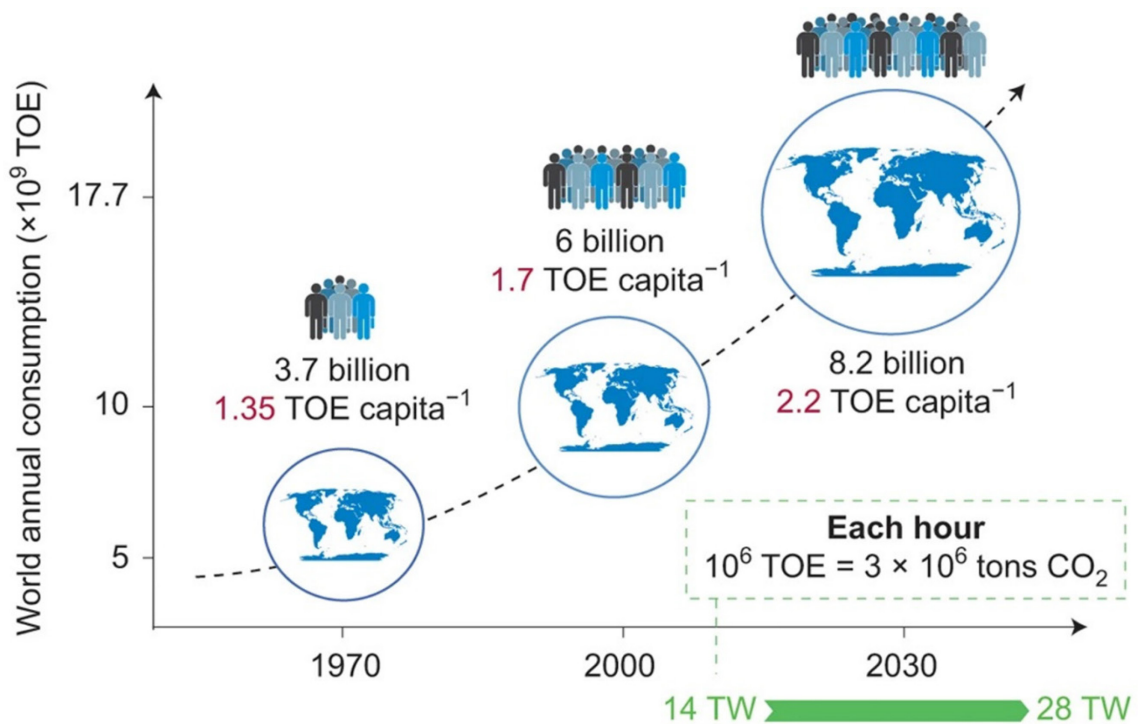 World annual consumption (×10⁹ TOE)
17.7
10
5
3.7 billion
1.35 TOE capita⁻¹
6 billion
1.7 TOE capita⁻¹
8.2 billion
2.2 TOE capita⁻¹
Each hour
10⁶ TOE = 3 × 10⁶ tons CO₂
1970
2000
2030
14 TW
28 TW